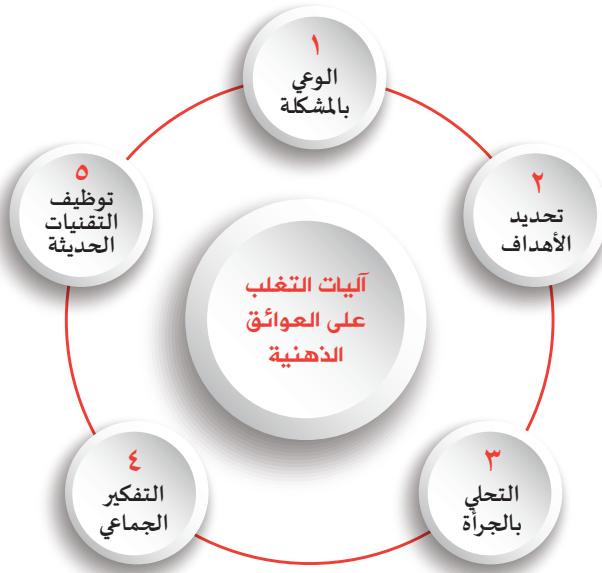 آليات التغلب
على العوائق
الذهنية
١
الوعي
بالمشكلة
٢
تحديد
الأهداف
٣
التحلي
بالجرأة
٤
التفكير
الجماعي
٥
توظيف
التقنيات
الحديثة